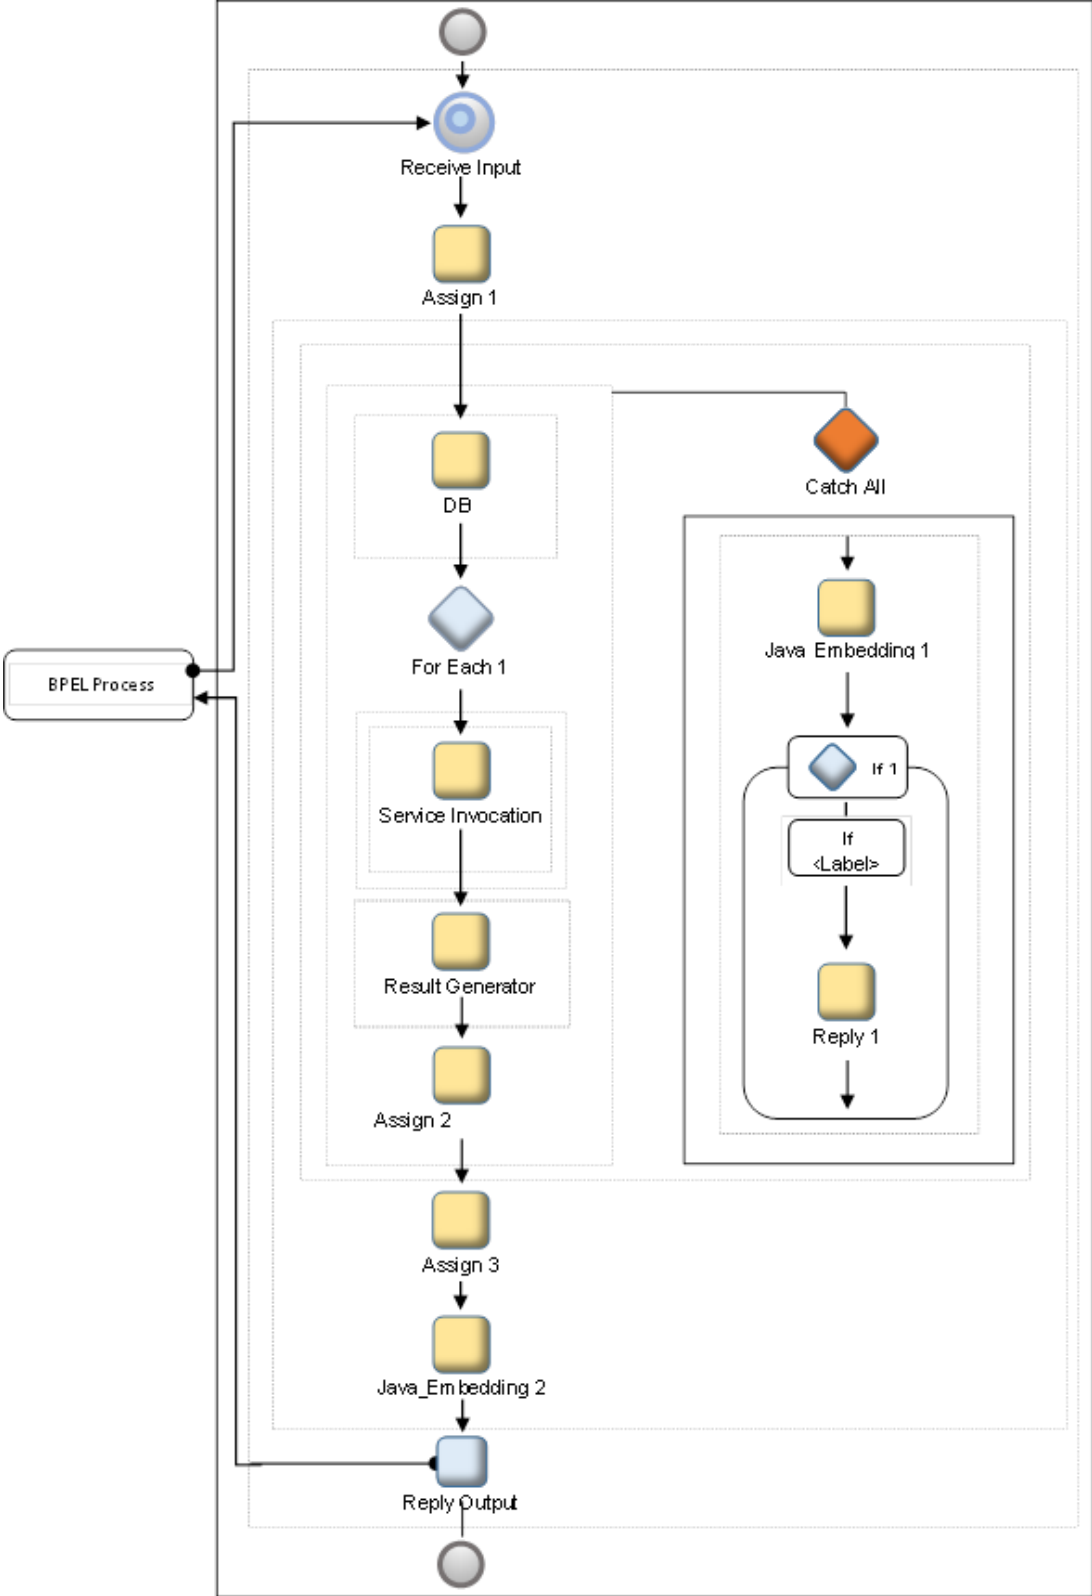 Receive Input
Assign 1
DB
Catch All
For Each 1
Java Embedding 1
BPEL Process
Service Invocation
If 1
If
<Label>
Result Generator
Reply 1
Assign 2
Assign 3
Java_Embedding 2
Reply Output